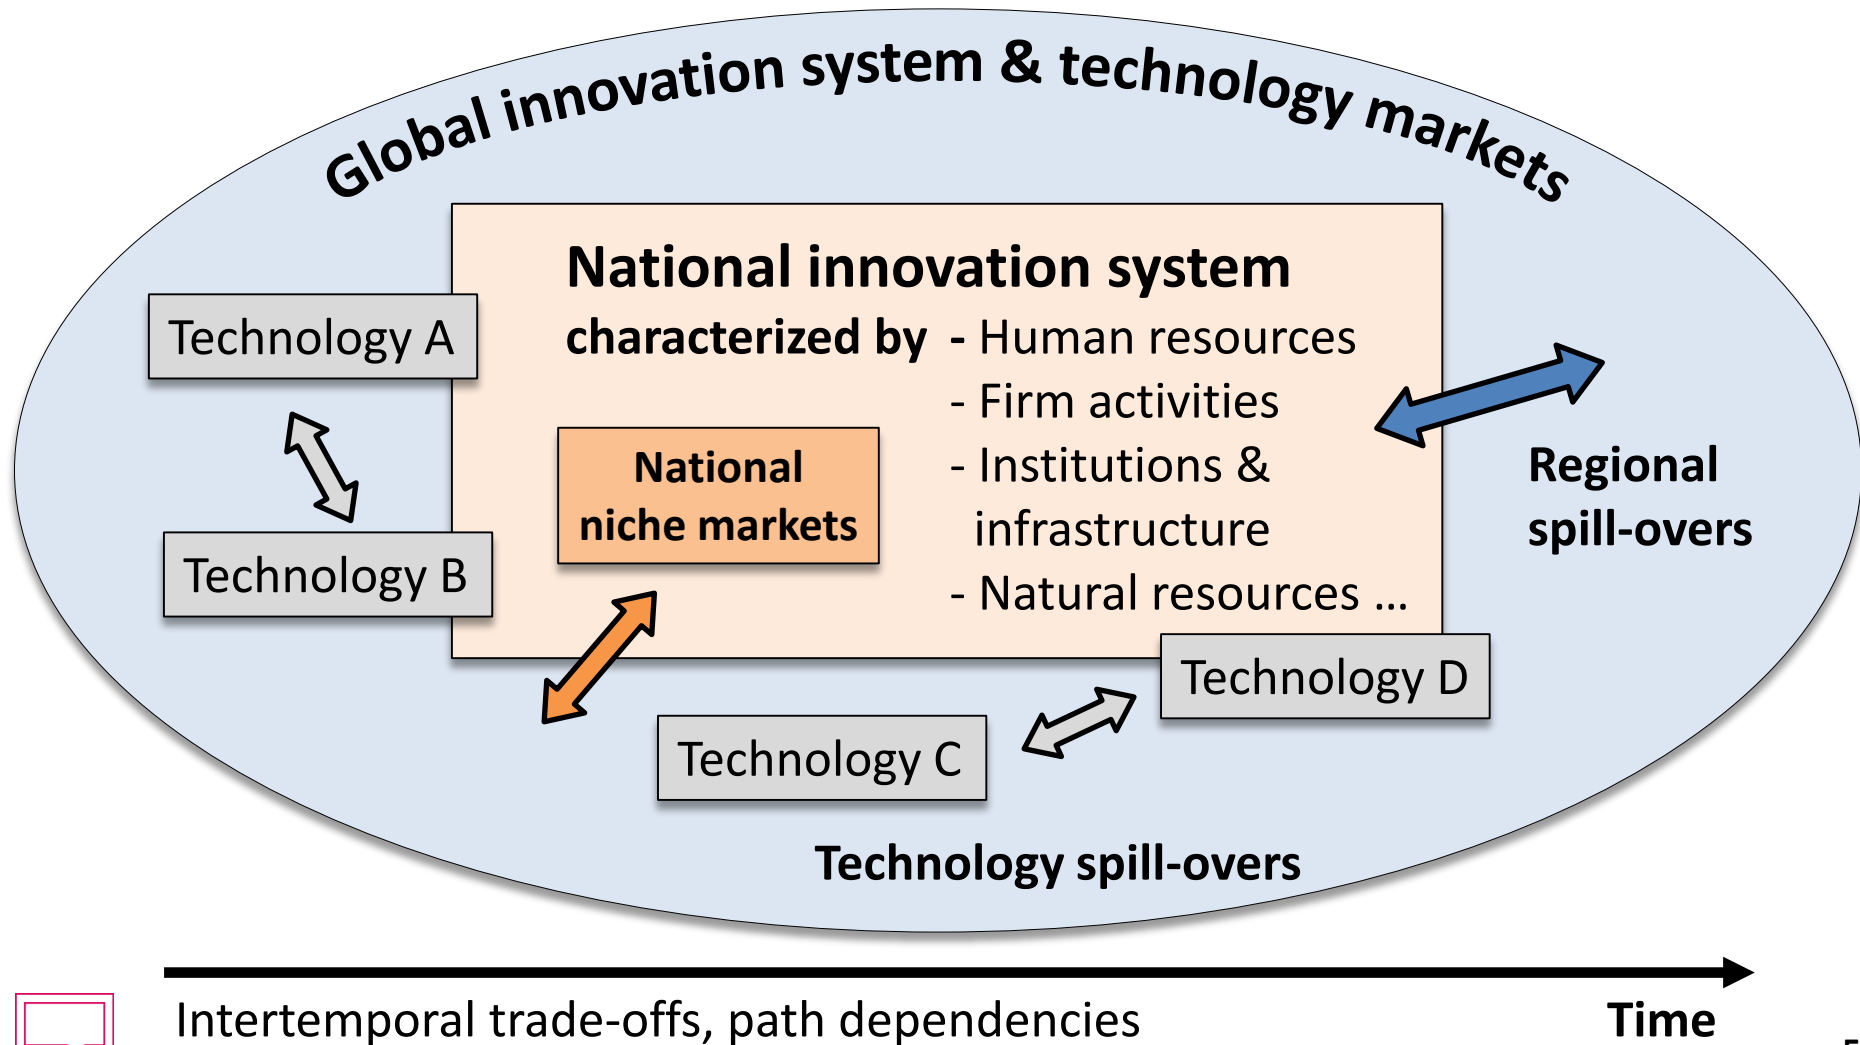 Global innovation system & technology markets
National innovation system
characterized by - Human resources
- Firm activities
- Institutions &
infrastructure
- Natural resources ...
National
niche markets
Technology A
Technology B
Technology C
Technology D
Regional
spill-overs
Technology spill-overs
Intertemporal trade-offs, path dependencies
Time